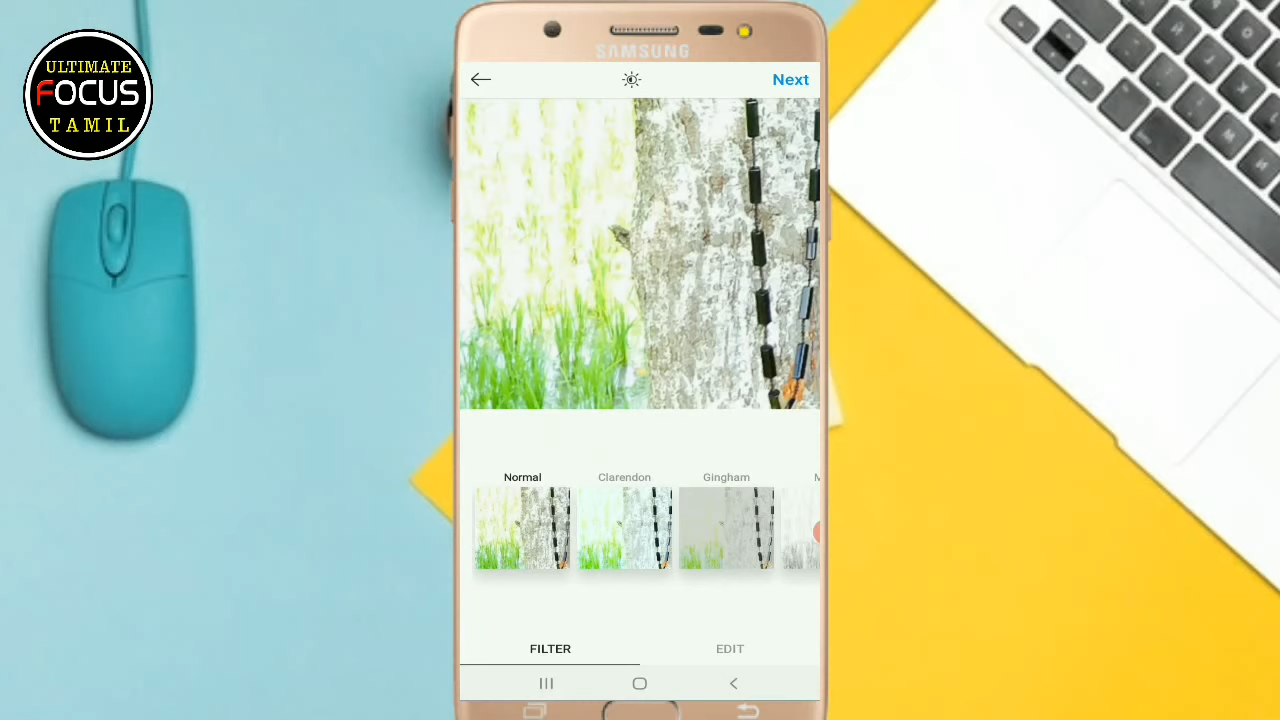 ULTIMATE
FOCUS
TAMIL
SAMSUNG
Next
Normal
Clarendon
Gingham
M
FILTER
EDIT